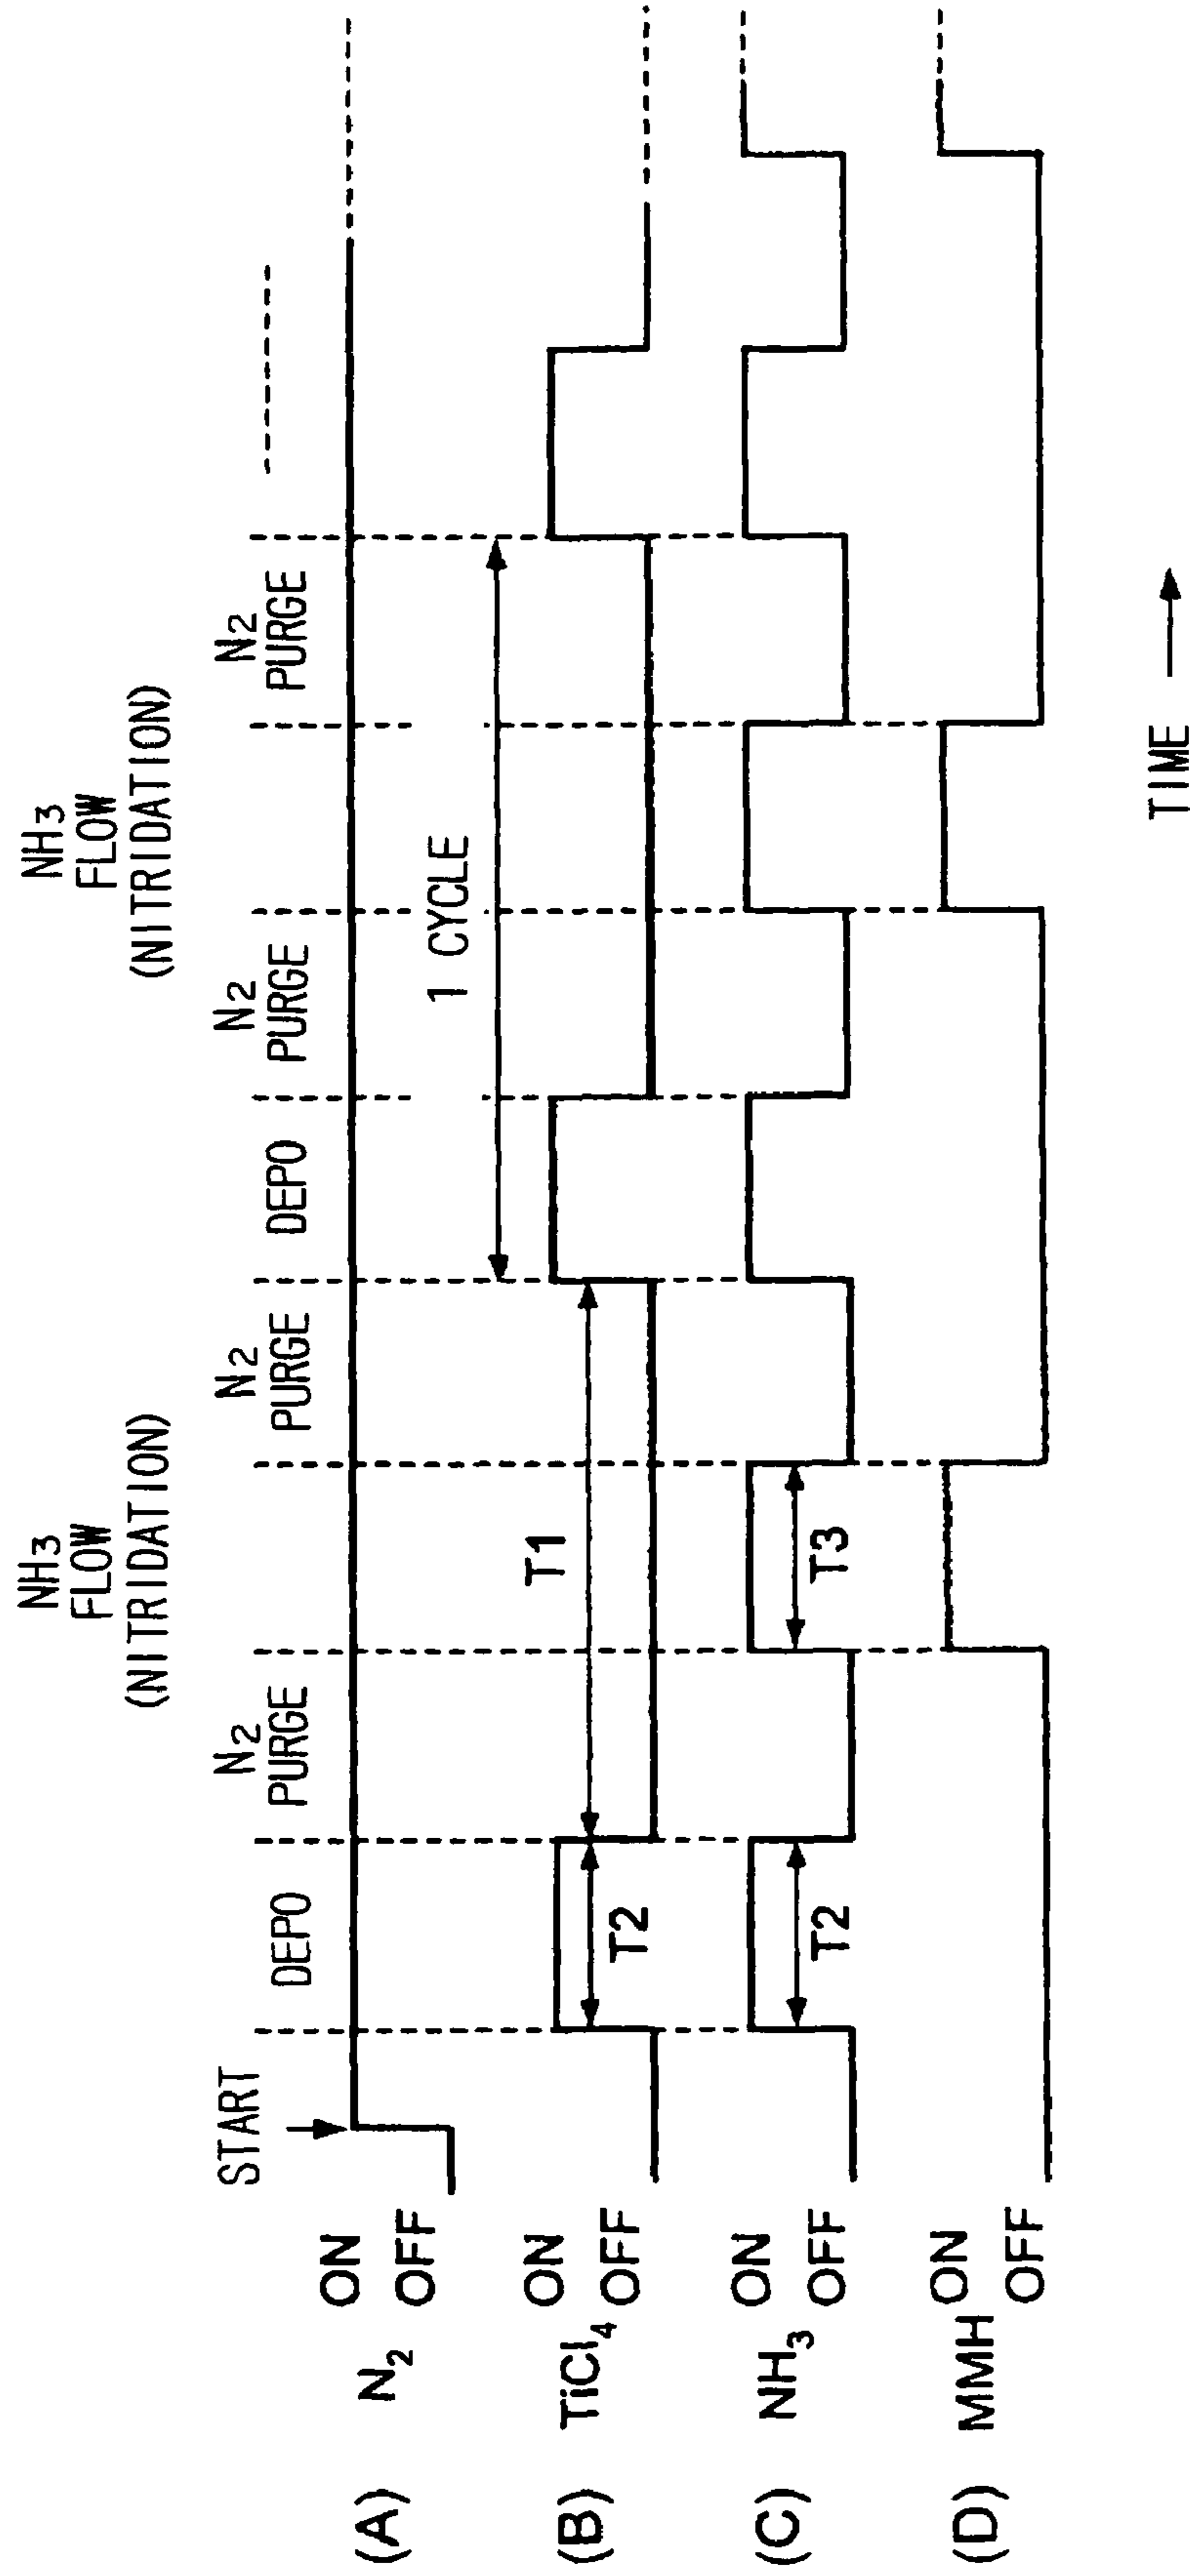 NH3
FLOW
(NITRIDATION)
NH3
FLOW
(NITRIDATION)
START
DEPO
N2
PURGE
N2
PURGE
DEPO
N2
PURGE
N2
PURGE
(A) N2 ON
OFF
1 CYCLE
(B) TiCl4 ON
OFF
T2
T1
(C) NH3 ON
OFF
T2
T3
(D) MMH ON
OFF
TIME